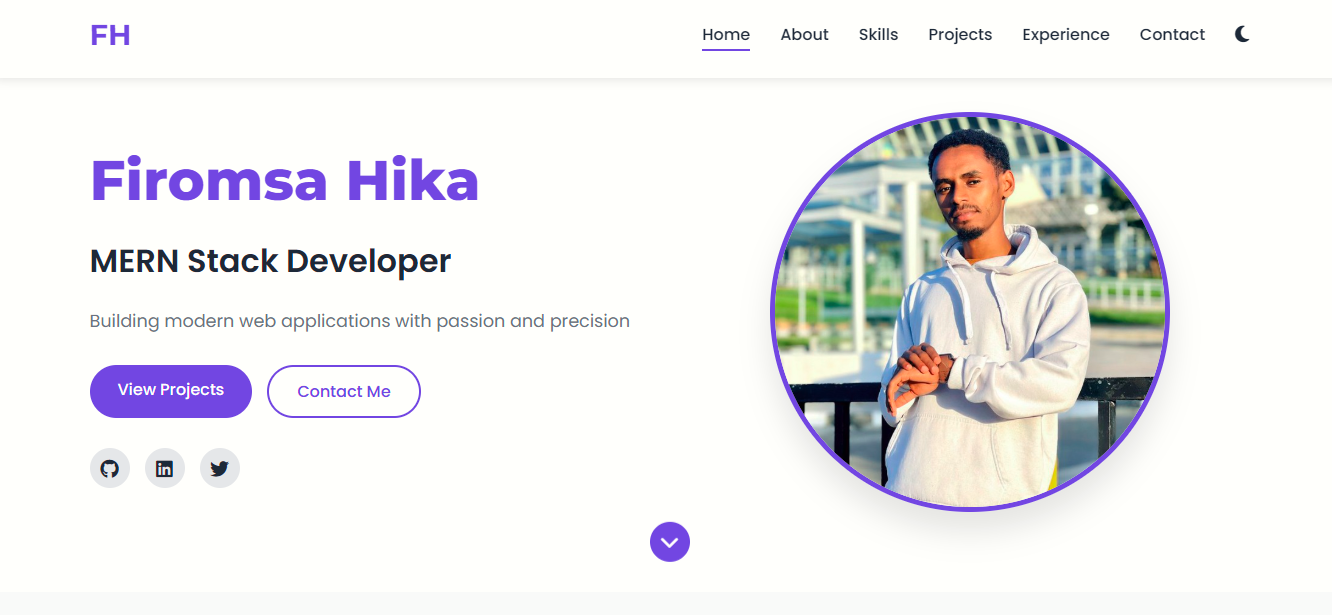 FH
Home About Skills Projects Experience Contact
Firomsa Hika
MERN Stack Developer
Building modern web applications with passion and precision
View Projects Contact Me